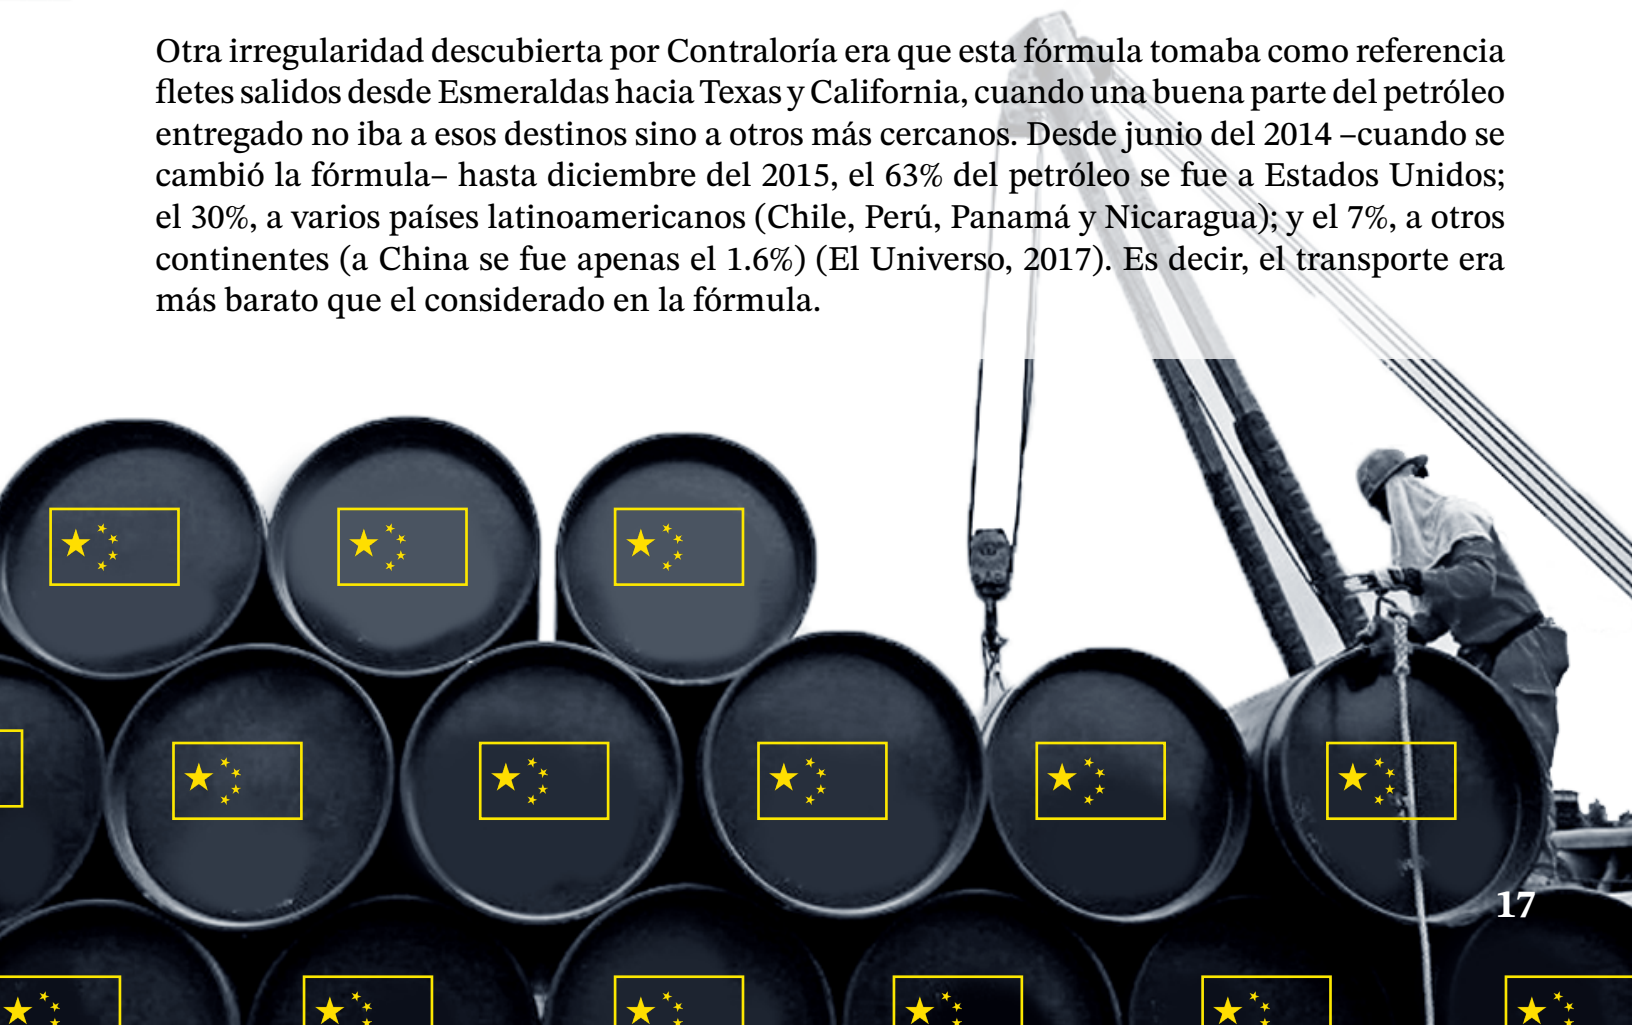 Otra irregularidad descubierta por Contraloría era que esta fórmula tomaba como referencia
fletes salidos desde Esmeraldas hacia Texas y California, cuando una buena parte del petróleo
entregado no iba a esos destinos sino a otros más cercanos. Desde junio del 2014 –cuando se
cambió la fórmula– hasta diciembre del 2015, el 63% del petróleo se fue a Estados Unidos;
el 30%, a varios países latinoamericanos (Chile, Perú, Panamá y Nicaragua); y el 7%, a otros
continentes (a China se fue apenas el 1.6%) (El Universo, 2017). Es decir, el transporte era
más barato que el considerado en la fórmula.
17